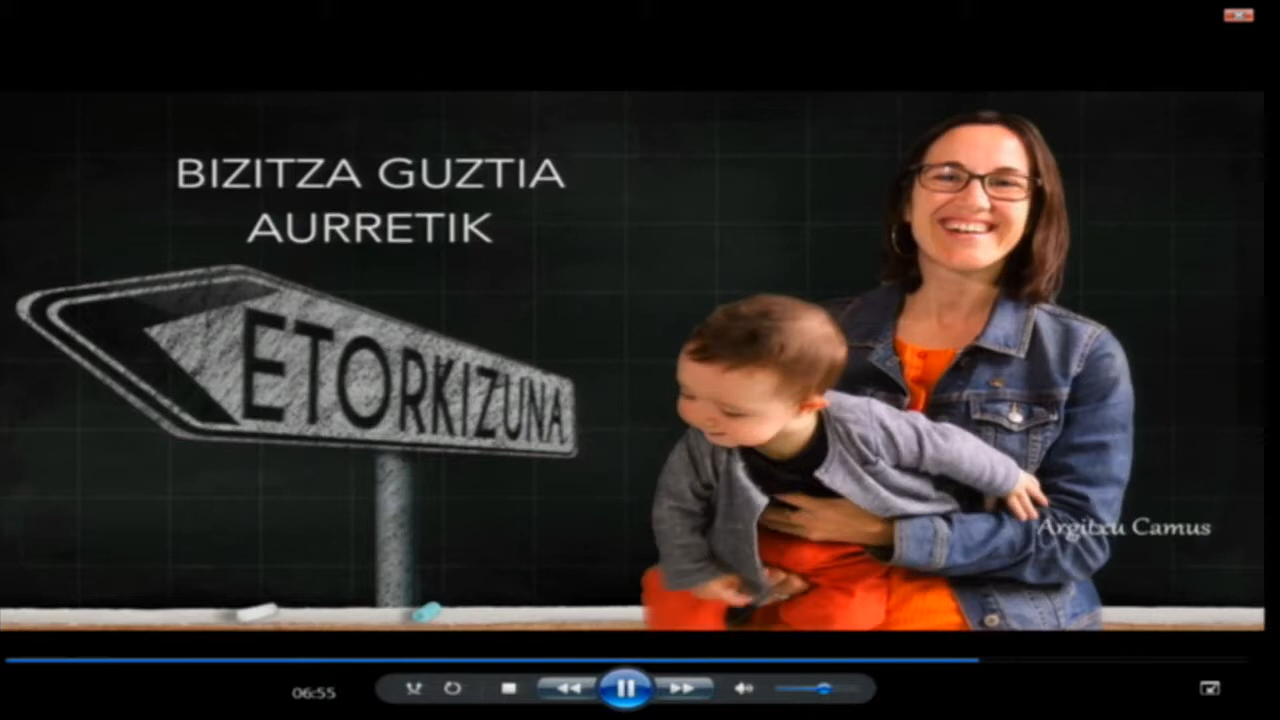 BIZITZA GUZTIA
AURRETIK
ETORKIZUNA
Argitxu Camus
06:55